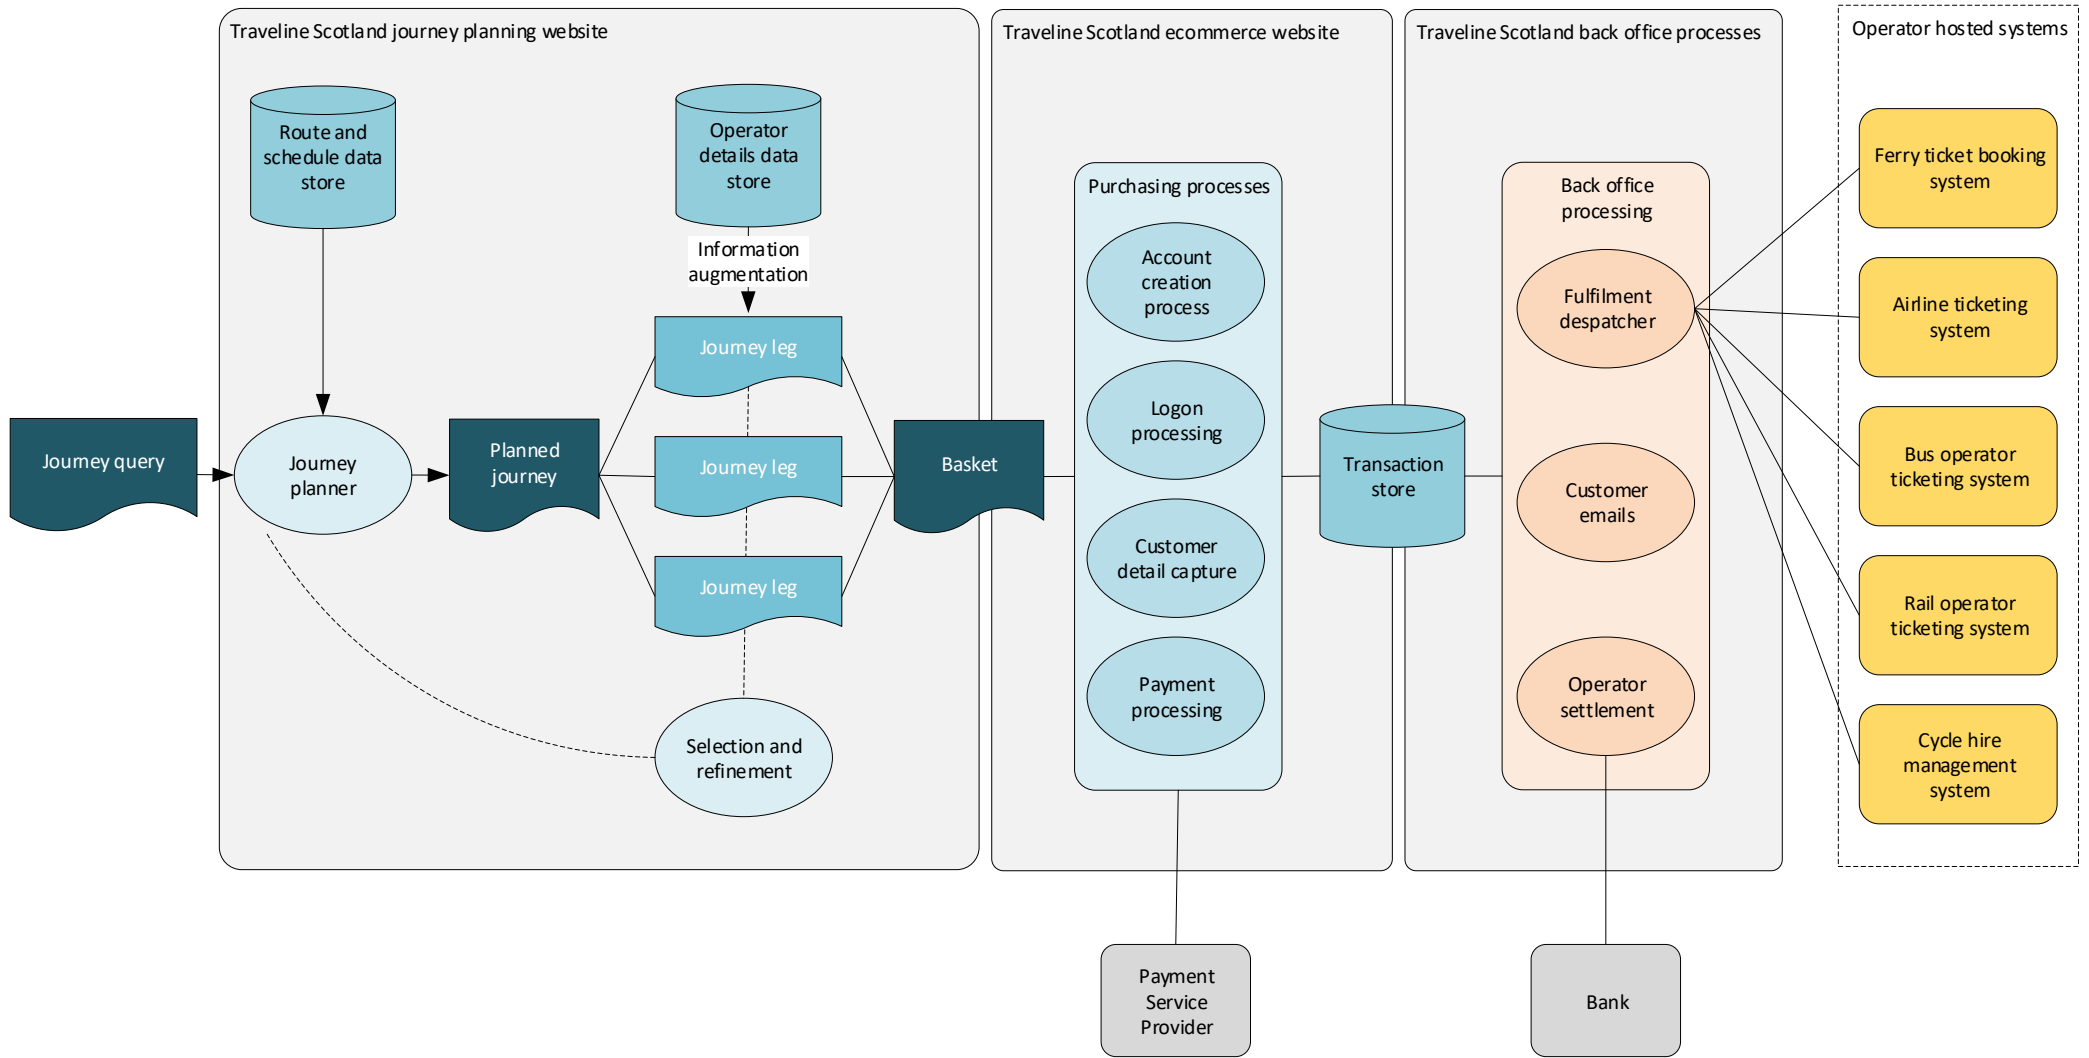 Traveline Scotland journey planning website
Traveline Scotland ecommerce website
Traveline Scotland back office processes
Operator hosted systems
Route and
schedule data
store
Operator
details data
store
Information
augmentation
Journey query
Journey
planner
Planned
journey
Journey leg
Journey leg
Journey leg
Selection and
refinement
Basket
Purchasing processes
Account
creation
process
Logon
processing
Customer
detail capture
Payment
processing
Transaction
store
Back office
processing
Fulfilment
despatcher
Customer
emails
Operator
settlement
Ferry ticket booking
system
Airline ticketing
system
Bus operator
ticketing system
Rail operator
ticketing system
Cycle hire
management
system
Payment
Service
Provider
Bank